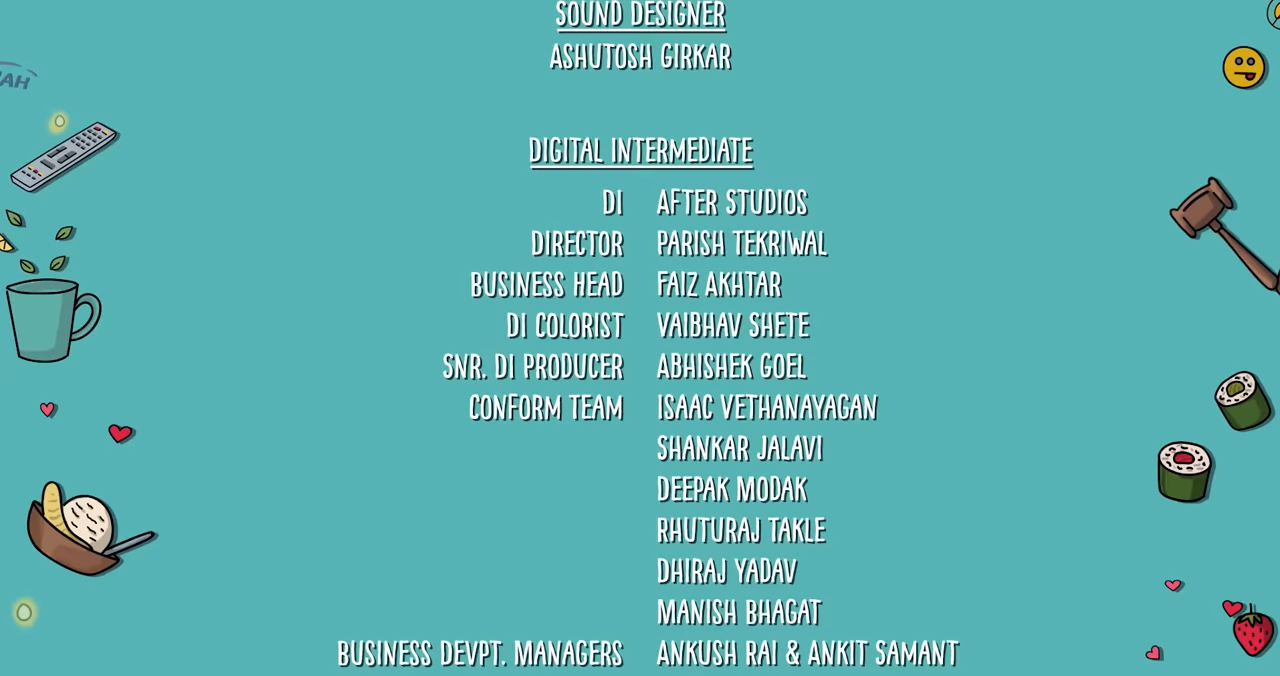 SOUND DESIGNER
ASHUTOSH GIRKAR
DIGITAL INTERMEDIATE
DI AFTER STUDIOS
DIRECTOR PARISH TEKRIWAL
BUSINESS HEAD FAIZ AKHTAR
DI COLORIST VAIBHAV SHETE
SNR. DI PRODUCER ABHISHEK GOEL
CONFORM TEAM ISAAC VETHANAYAGAN
SHANKAR JALAVI
DEEPAK MODAK
RHUTURAJ TAKLE
DHIRAJ YADAV
MANISH BHAGAT
BUSINESS DEVPT. MANAGERS ANKUSH RAI & ANKIT SAMANT